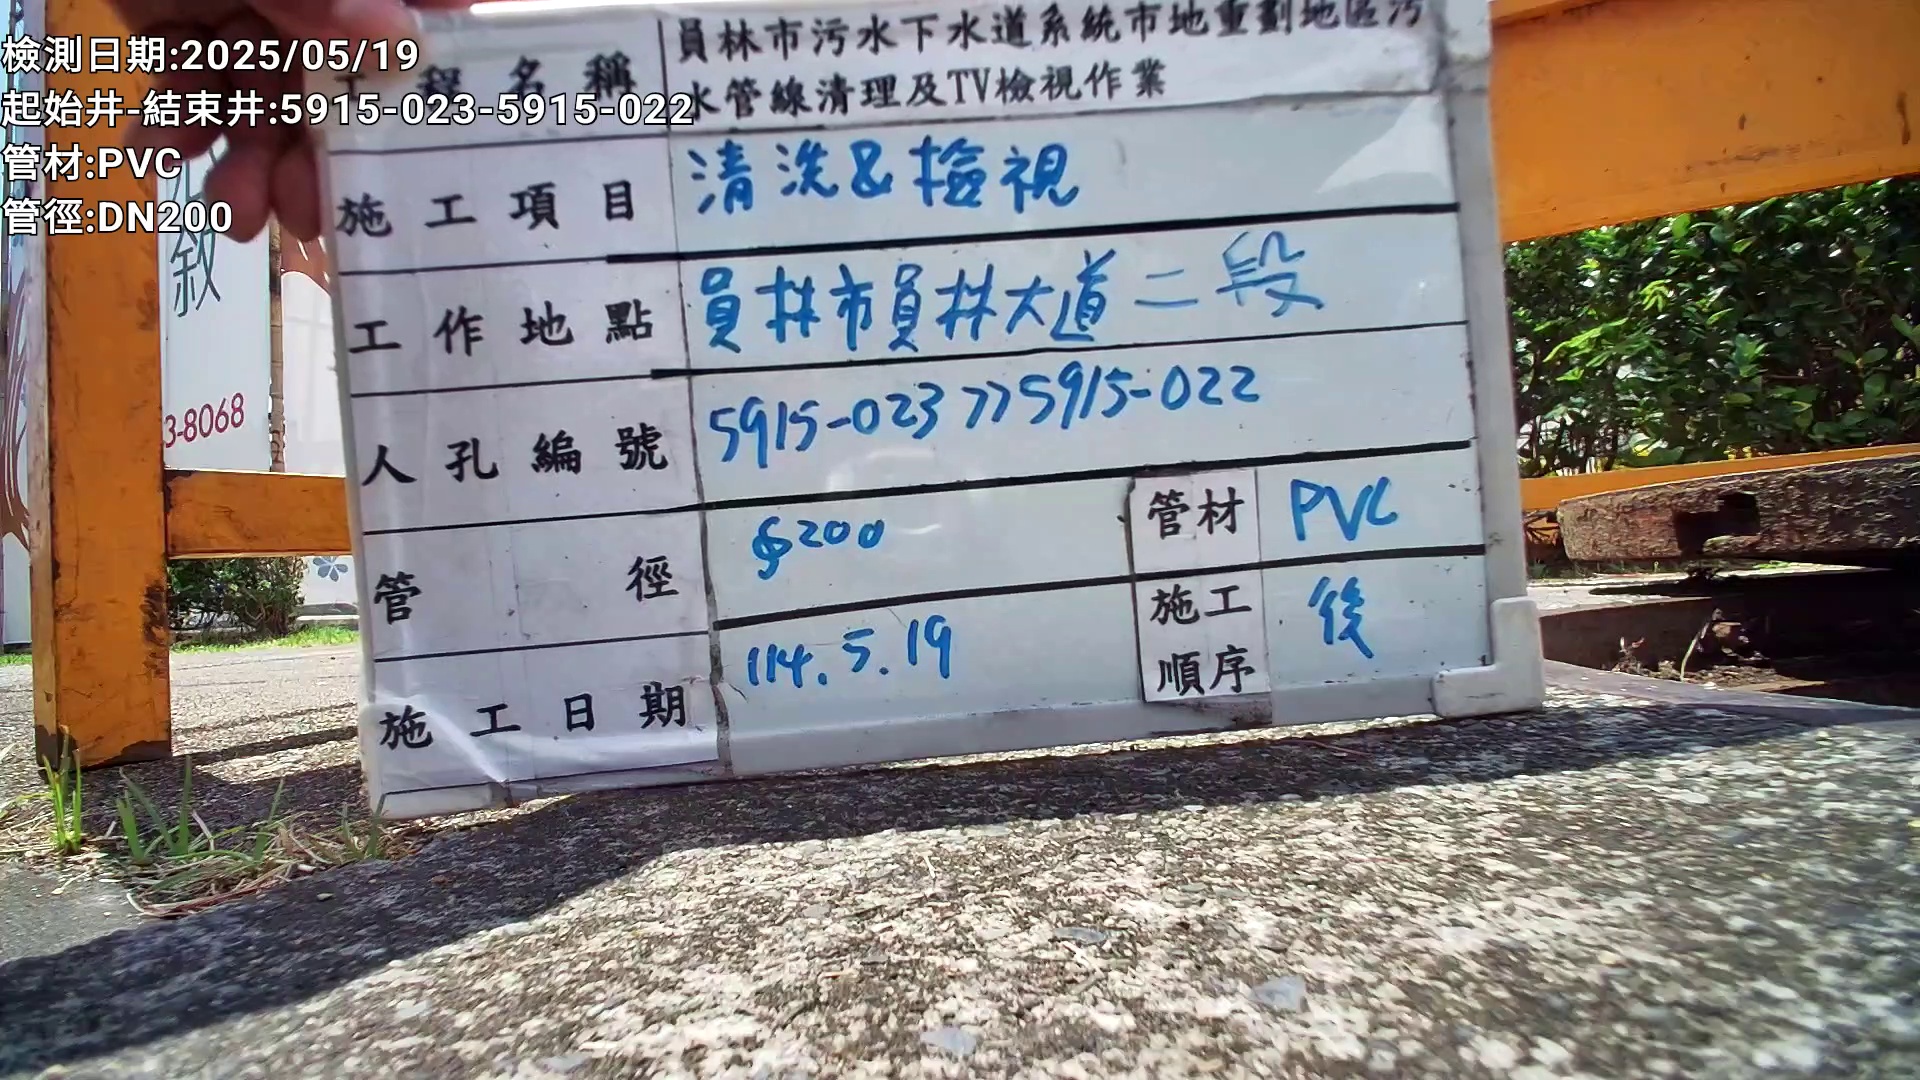 檢測日期:2025/05/19
起始井-結束井:5915-023-5915-022
管材:PVC
管徑:DN200
工程名稱 員林市污水下水道系統市地重劃地區污
水管線清理及TV檢視作業
施工項目 清洗&檢視
工作地點 員林市員林大道二段
人孔編號 5915-023>>5915-022
管徑 ∮200 管材 PVC
施工日期 114.5.19 施工順序 後
敘
3-8068